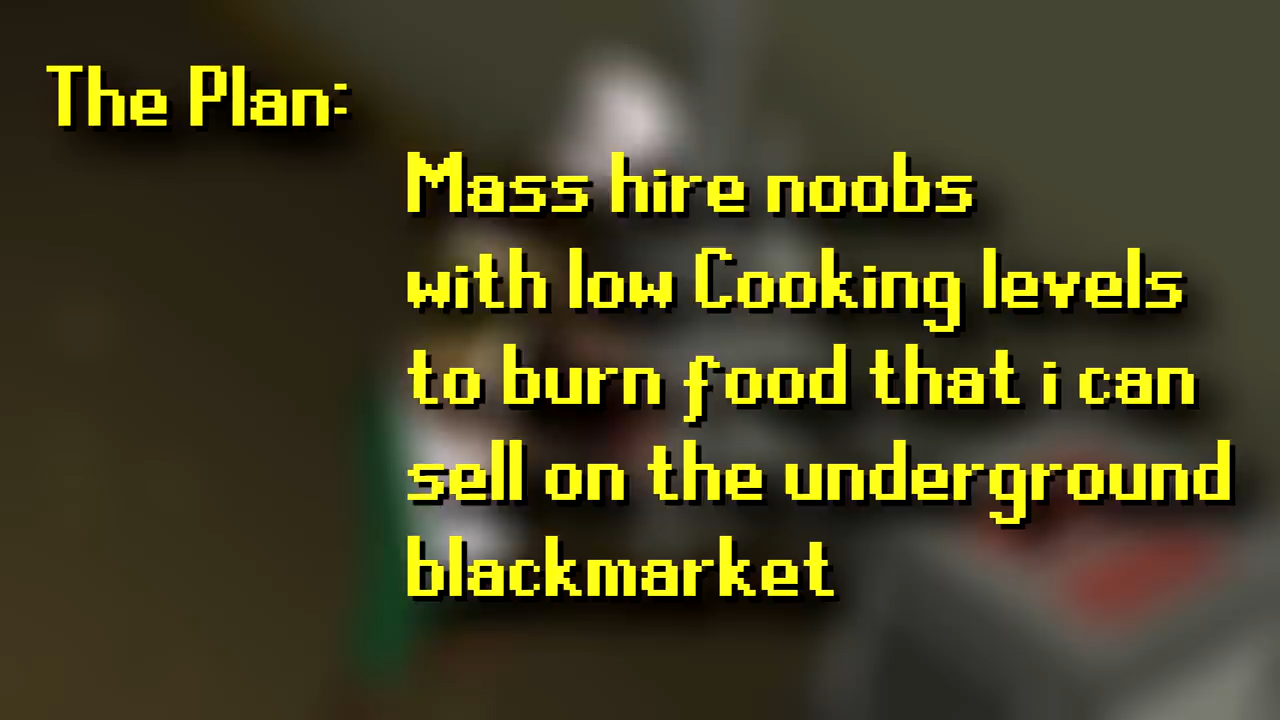 The Plan:
Mass hire noobs
with low Cooking levels
to burn food that i can
sell on the underground
blackmarket